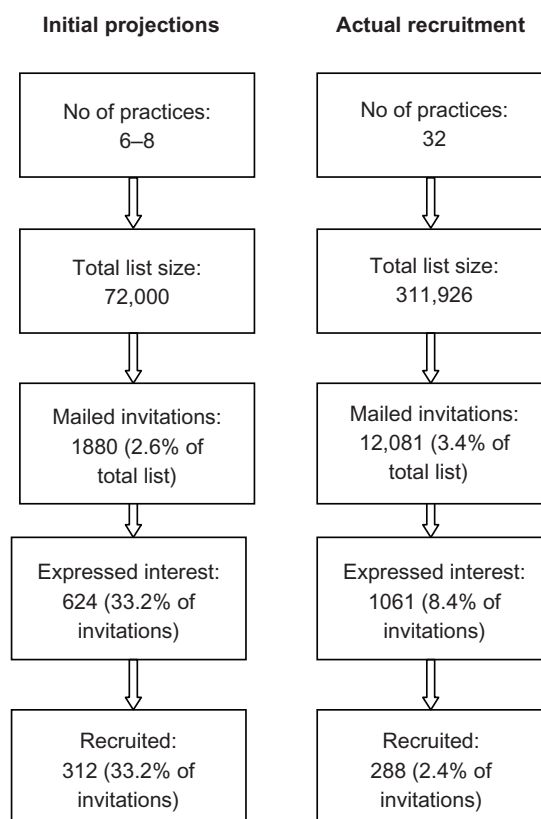 Initial projections
No of practices:
6–8
Total list size:
72,000
Mailed invitations:
1880 (2.6% of
total list)
Expressed interest:
624 (33.2% of
invitations)
Recruited:
312 (33.2% of
invitations)
Actual recruitment
No of practices:
32
Total list size:
311,926
Mailed invitations:
12,081 (3.4% of
total list)
Expressed interest:
1061 (8.4% of
invitations)
Recruited:
288 (2.4% of
invitations)